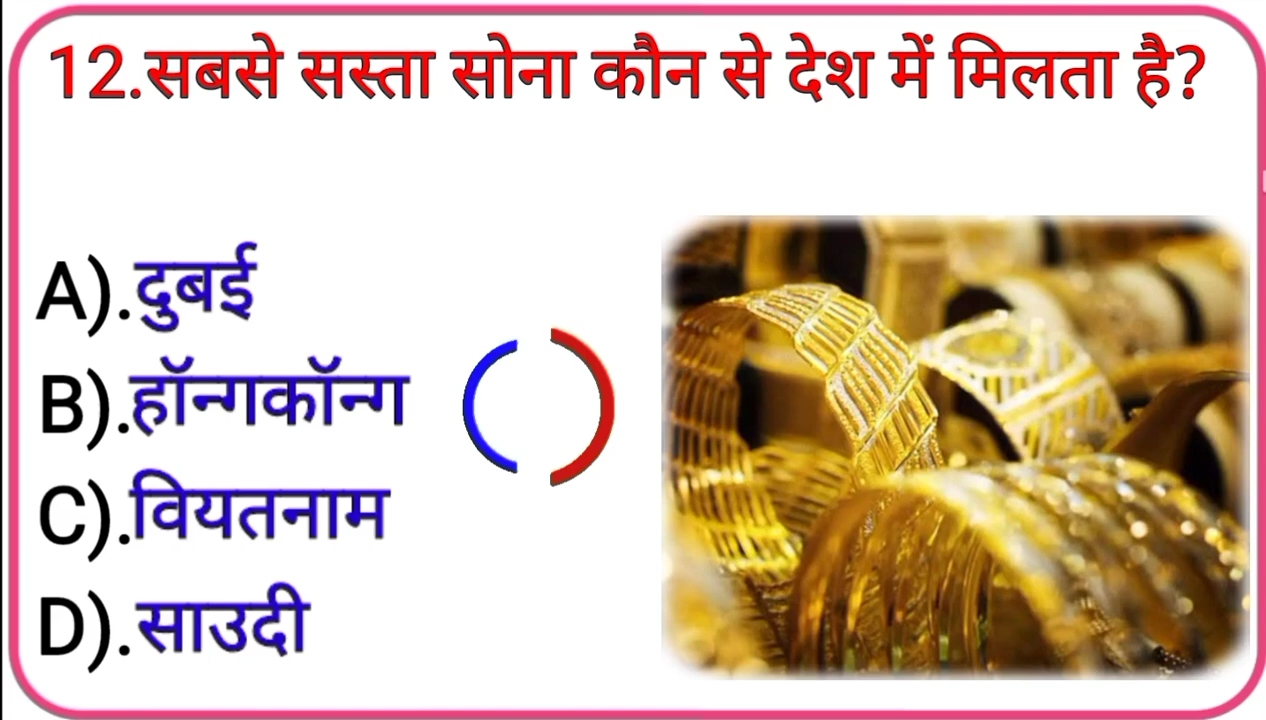 12.सबसे सस्ता सोना कौन से देश में मिलता है?
A).दुबई
B).हॉन्गकॉन्ग
C).वियतनाम
D).साउदी